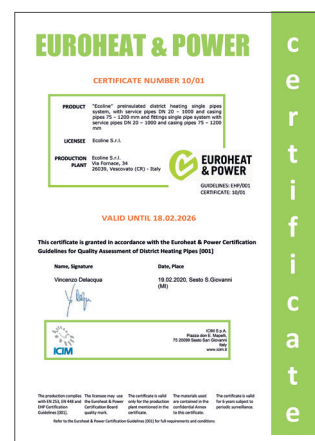 EUROHEAT & POWER
CERTIFICATE NUMBER 10/01
PRODUCT
"Ecoline" preinsulated district heating single pipes
system, with service pipes DN 20 – 1000 and casing
pipes 75 – 1200 mm and fittings single pipe system with
service pipes DN 20 – 1000 and casing pipes 75 – 1200
mm
LICENSEE
Ecoline S.r.l.
PRODUCTION
PLANT
Ecoline S.r.l.
Via Fornace, 34
26039, Vescovato (CR) - Italy
EUROHEAT
& POWER
GUIDELINES: EHP/001
CERTIFICATE: 10/01
VALID UNTIL 18.02.2026
This certificate is granted in accordance with the Euroheat & Power Certification
Guidelines for Quality Assessment of District Heating Pipes [001]
Name, Signature
Date, Place
Vincenzo Delacqua
19.02.2020, Sesto S.Giovanni
(MI)
ICIM
ICIM S.p.A.
Piazza don E. Mapelli,
75 20099 Sesto San Giovanni
Italy
www.icim.it
The production complies
with EN 253, EN 448 and
EHP Certification
Guidelines [001].
The licensee may use
the Euroheat & Power
Certification Board
quality mark.
The certificate is valid
only for the production
plant mentioned in the
certificate.
The materials used
are contained in the
confidential Annex
to this certificate.
The certificate is valid
for 6 years subject to
periodic surveillance.
Refer to the Euroheat & Power Certification Guidelines [001] for full requirements and conditions
certificate